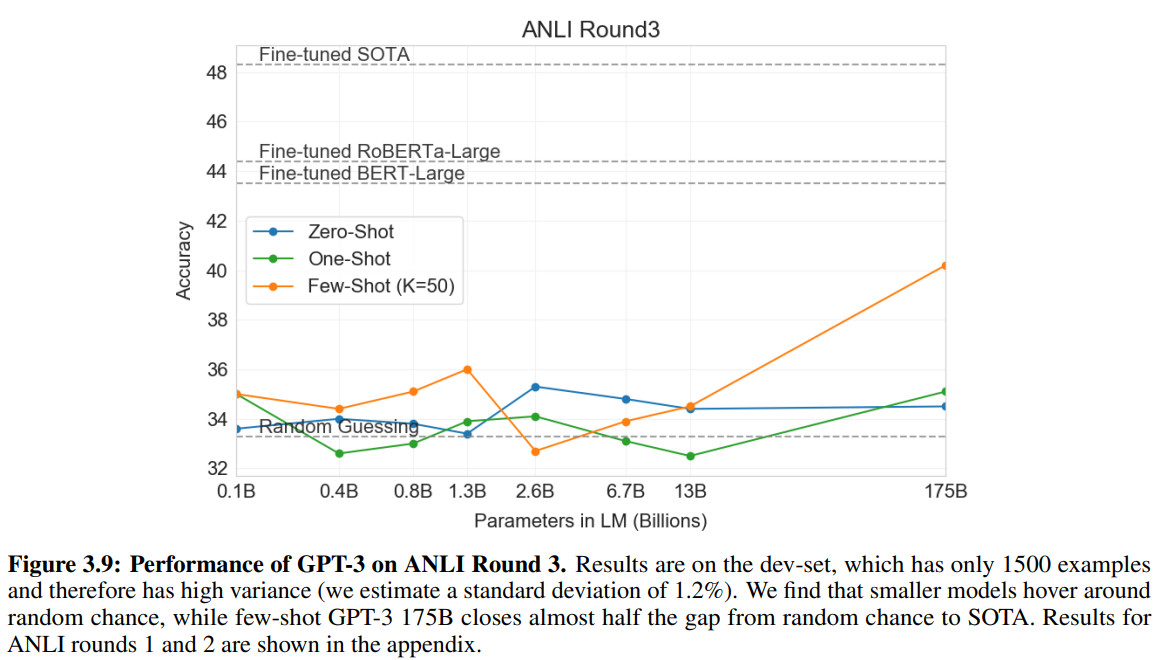 ANLI Round3
Fine-tuned SOTA
48
46
Fine-tuned RoBERTa-Large
44
Fine-tuned BERT-Large
42
Zero-Shot
One-Shot
Few-Shot (K=50)
Accuracy
40
38
36
34
Random Guessing
32
0.1B 0.4B 0.8B 1.3B 2.6B 6.7B 13B 175B
Parameters in LM (Billions)
Figure 3.9: Performance of GPT-3 on ANLI Round 3. Results are on the dev-set, which has only 1500 examples
and therefore has high variance (we estimate a standard deviation of 1.2%). We find that smaller models hover around
random chance, while few-shot GPT-3 175B closes almost half the gap from random chance to SOTA. Results for
ANLI rounds 1 and 2 are shown in the appendix.